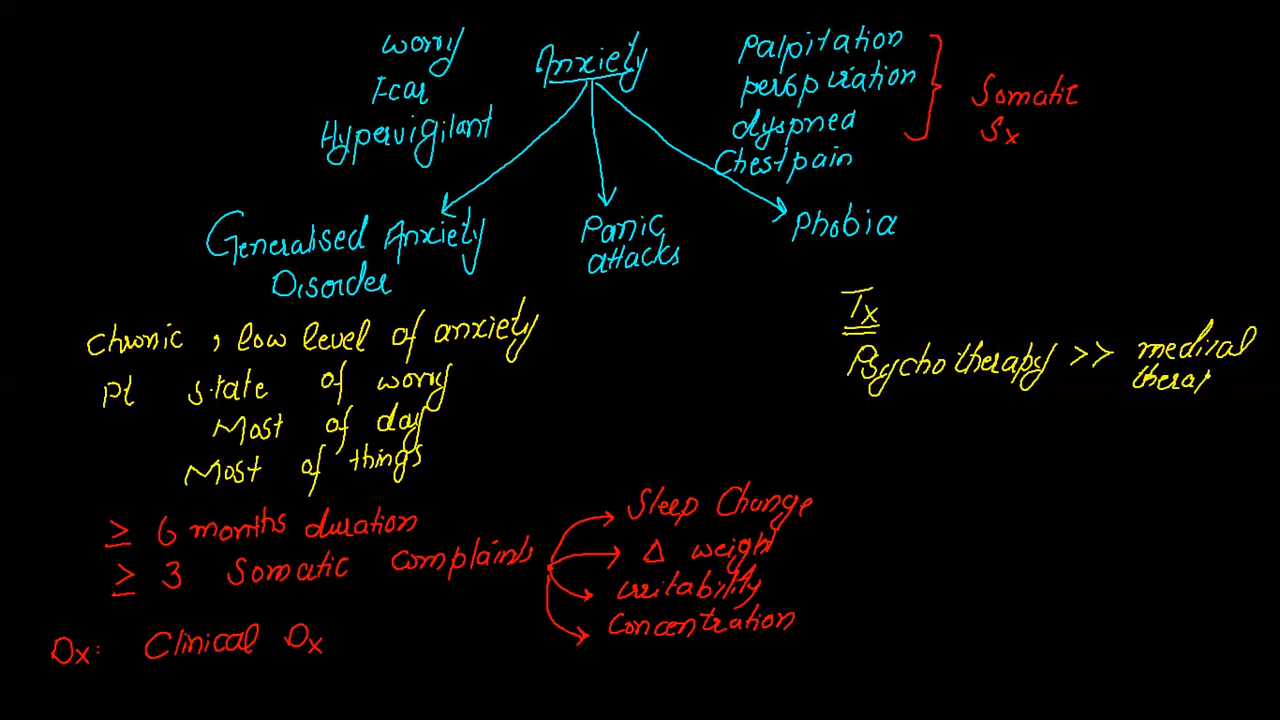 Anxiety
worry
Fear
Hypervigilant
Palpitation
perspiration
dyspnea
Chest pain
Somatic
Sx
Generalised Anxiety
Disorder
Panic
attacks
Phobia
chronic, low level of anxiety
Pt state of worry
Most of day
Most of things
≥ 6 months duration
≥ 3 Somatic complaints
Sleep Change
Δ weight
irritability
Concentration
Dx: Clinical Dx
Tx
Psychotherapy >> medical
therap